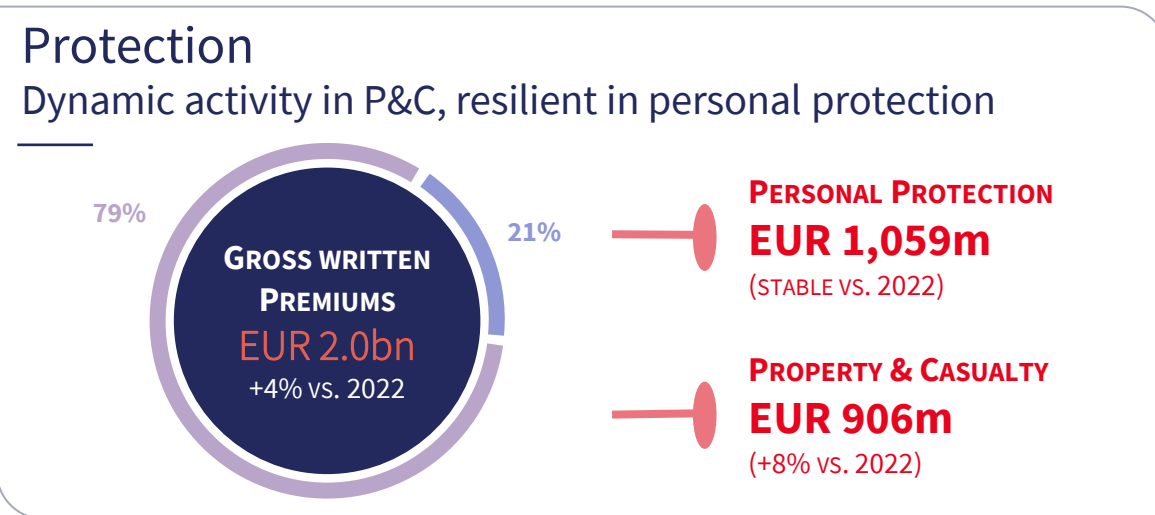 Protection
Dynamic activity in P&C, resilient in personal protection
79%
21%
GROSS WRITTEN
PREMIUMS
EUR 2.0bn
+4% VS. 2022
PERSONAL PROTECTION
EUR 1,059m
(STABLE VS. 2022)
PROPERTY & CASUALTY
EUR 906m
(+8% VS. 2022)